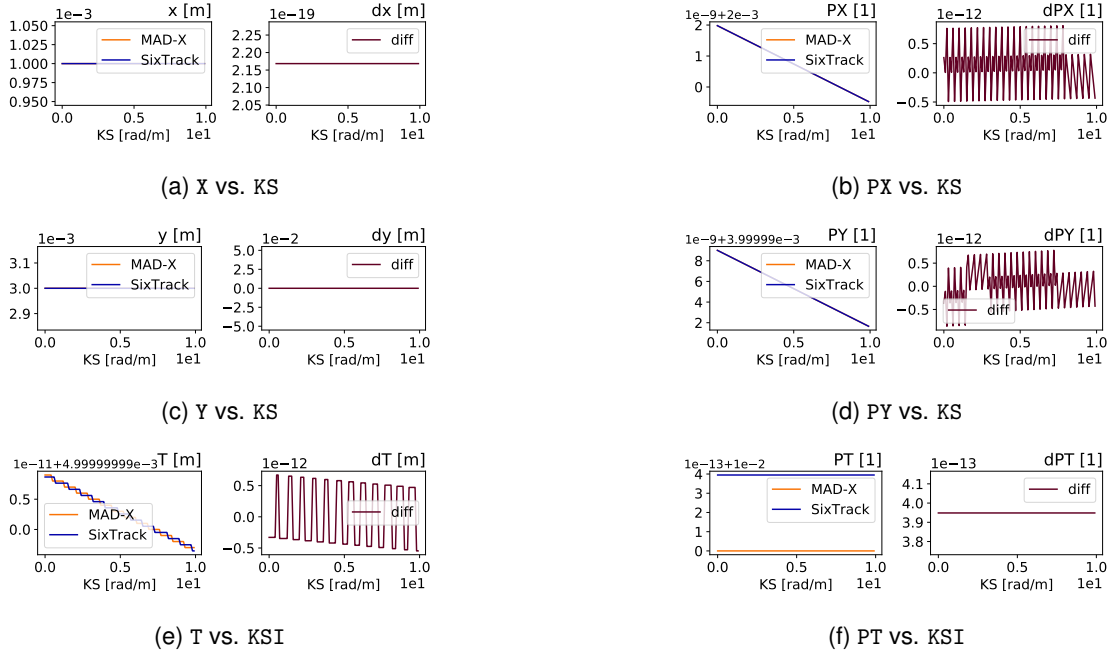 1e−3 x [m]
1.050
1.025
1.000
0.975
0.950
MAD-X
SixTrack
0.0 0.5 1.0
KS [rad/m] 1e1
1e−19 dx [m]
2.25
2.20
2.15
2.10
2.05
diff
0.0 0.5 1.0
KS [rad/m] 1e1
(a) X vs. KS
1e−9+2e−3 PX [1]
2
1
0
MAD-X
SixTrack
0.0 0.5 1.0
KS [rad/m] 1e1
1e−12 dPX [1]
0.5
0.0
−0.5
diff
0.0 0.5 1.0
KS [rad/m] 1e1
(b) PX vs. KS
1e−3 y [m]
3.1
3.0
2.9
MAD-X
SixTrack
0.0 0.5 1.0
KS [rad/m] 1e1
1e−2 dy [m]
5.0
2.5
0.0
−2.5
−5.0
diff
0.0 0.5 1.0
KS [rad/m] 1e1
(c) Y vs. KS
1e−9+3.99999e−3 PY [1]
8
6
4
2
MAD-X
SixTrack
0.0 0.5 1.0
KS [rad/m] 1e1
1e−12 dPY [1]
0.5
0.0
−0.5
diff
0.0 0.5 1.0
KS [rad/m] 1e1
(d) PY vs. KS
1e−11+4.99999999e−3 T [m]
0.5
0.0
MAD-X
SixTrack
0.0 0.5 1.0
KS [rad/m] 1e1
1e−12 dT [m]
0.5
0.0
−0.5
diff
0.0 0.5 1.0
KS [rad/m] 1e1
(e) T vs. KSI
1e−13+1e−2 PT [1]
4
3
2
1
0
MAD-X
SixTrack
0.0 0.5 1.0
KS [rad/m] 1e1
1e−13 dPT [1]
4.1
4.0
3.9
3.8
diff
0.0 0.5 1.0
KS [rad/m] 1e1
(f) PT vs. KSI